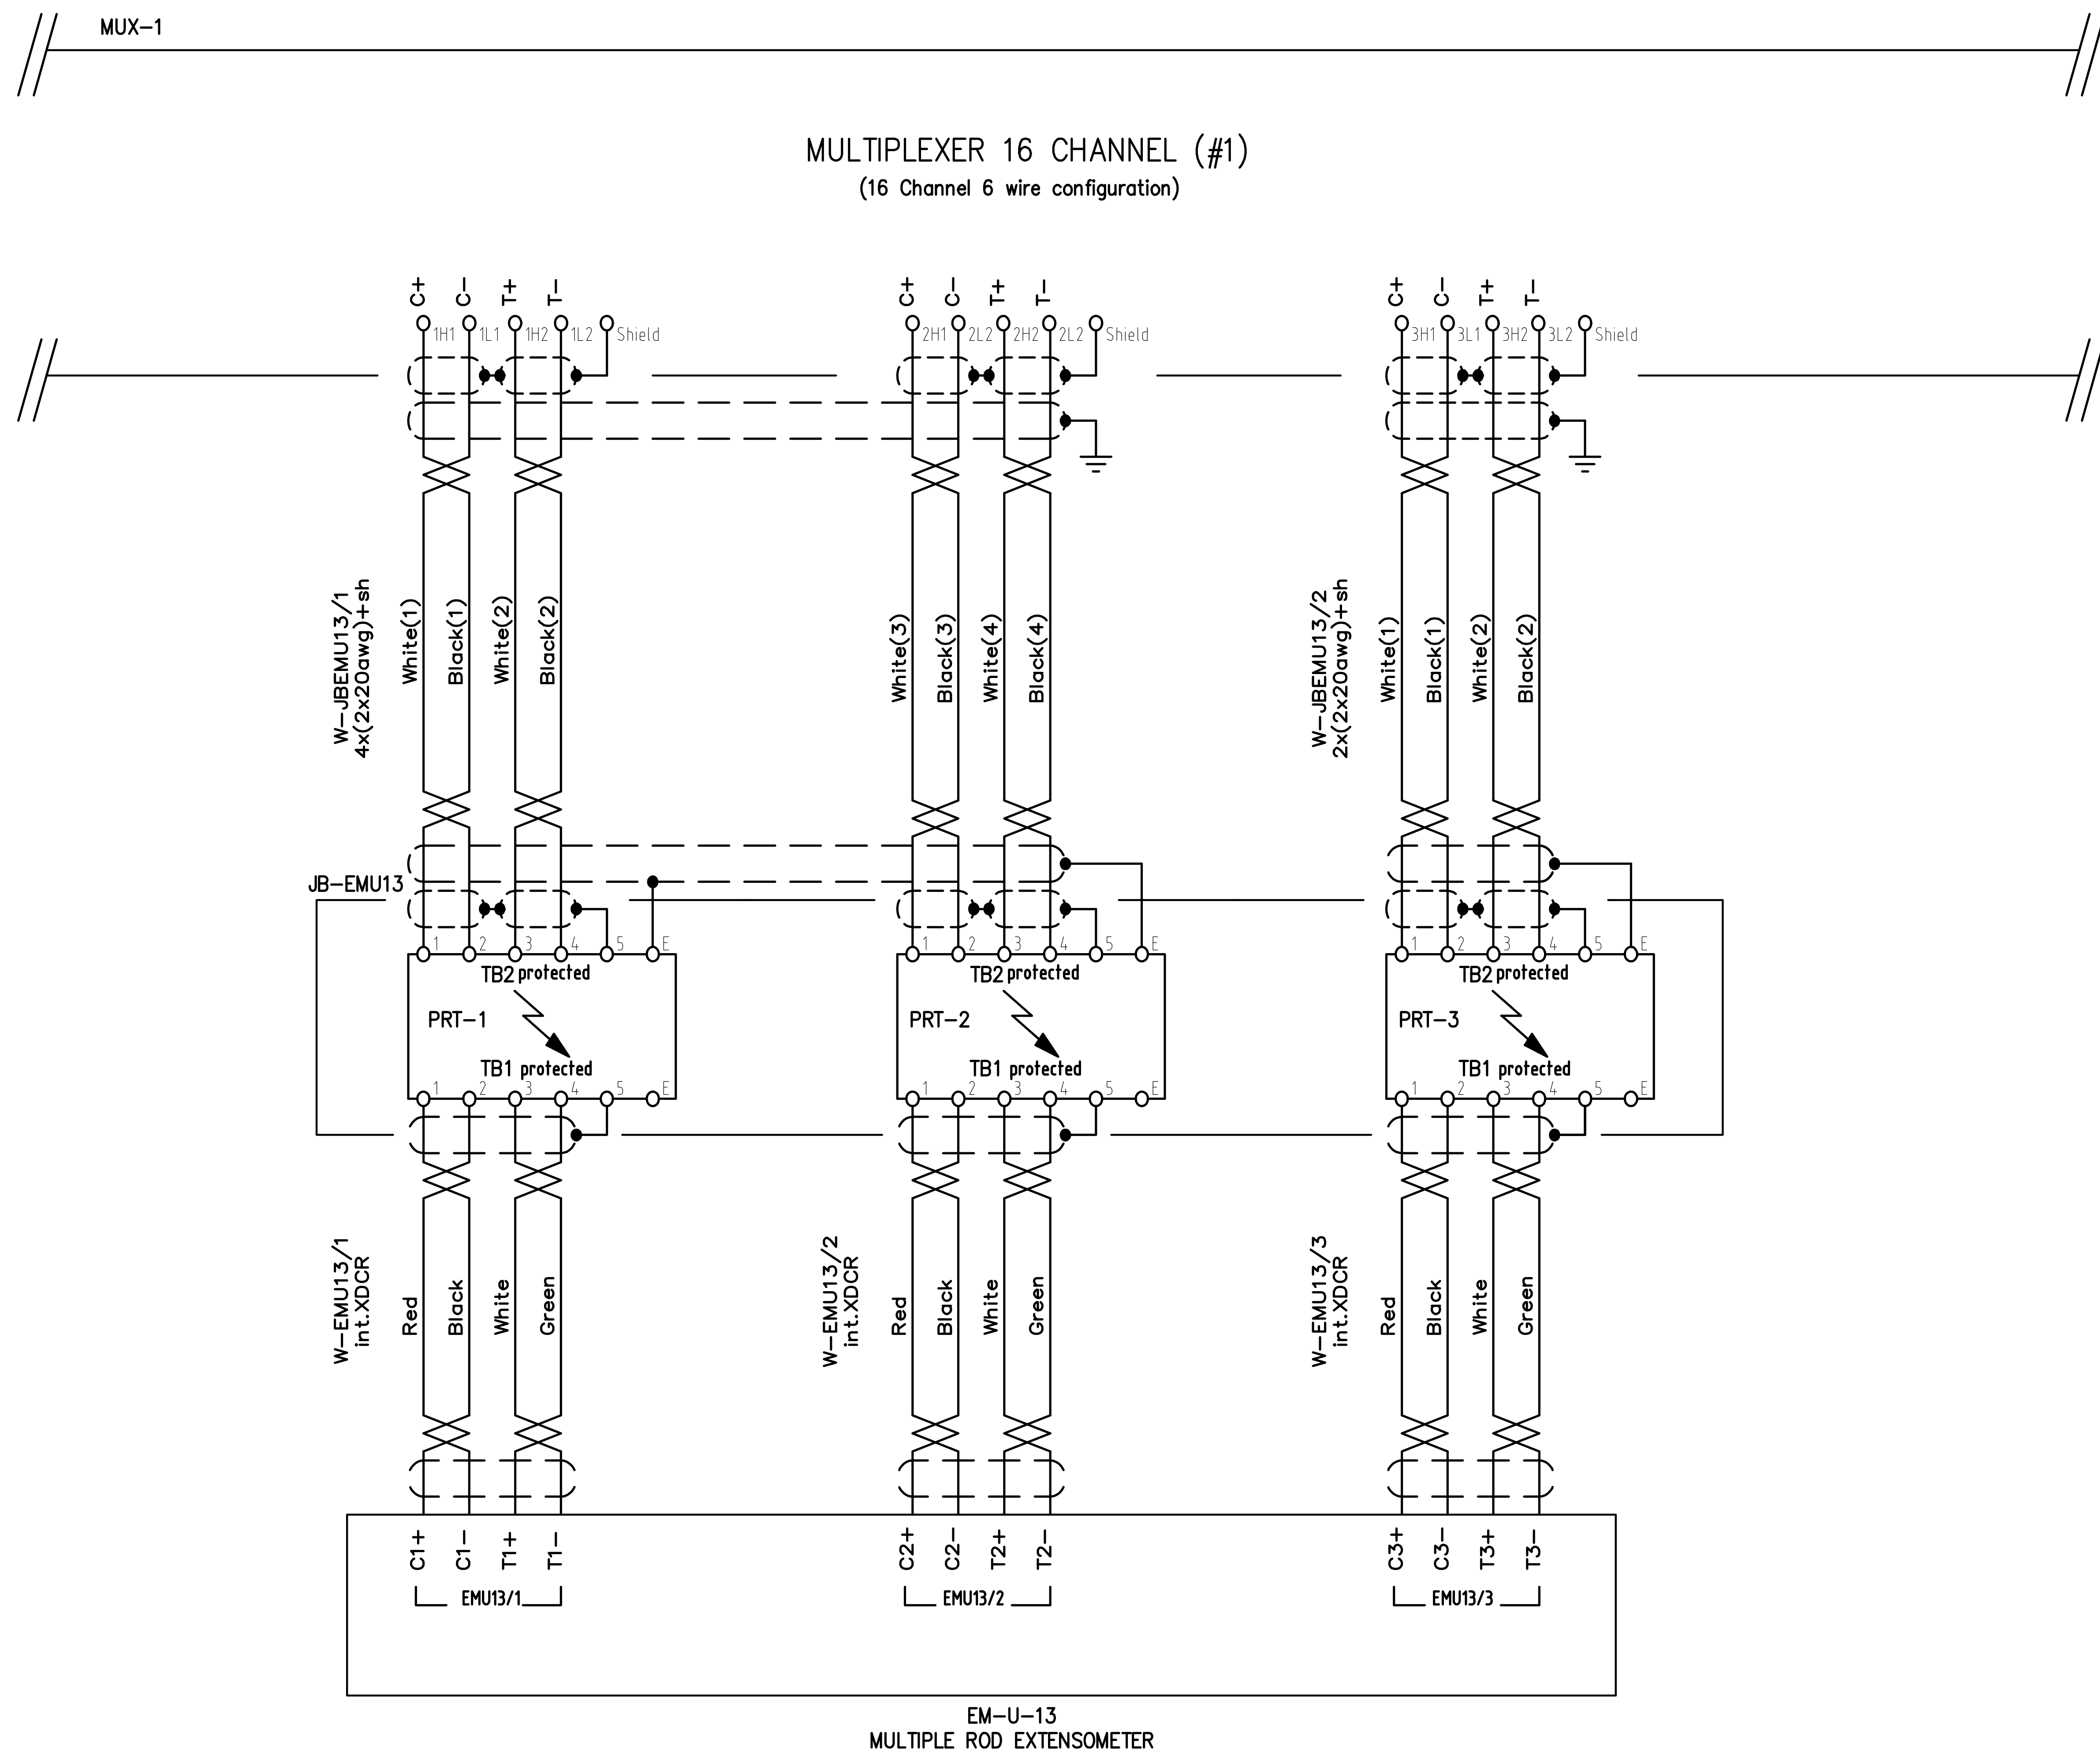 MUX-1
MULTIPLEXER 16 CHANNEL (#1)
(16 Channel 6 wire configuration)
C+ C- T+ T- C+ C- T+ T- C+ C- T+ T-
1H1 1L1 1H2 1L2 Shield 2H1 2L2 2H2 2L2 Shield 3H1 3L1 3H2 3L2 Shield
W-JBEMU13/1
4x(2x20awg)+sh
White(1) Black(1) White(2) Black(2)
White(3) Black(3) White(4) Black(4)
W-JBEMU13/2
2x(2x20awg)+sh
White(1) Black(1) White(2) Black(2)
JB-EMU13
1 2 3 4 5 E 1 2 3 4 5 E 1 2 3 4 5 E
TB2 protected TB2 protected TB2 protected
PRT-1 PRT-2 PRT-3
TB1 protected TB1 protected TB1 protected
1 2 3 4 5 E 1 2 3 4 5 E 1 2 3 4 5 E
W-EMU13/1
int.XDCR
Red Black White Green
W-EMU13/2
int.XDCR
Red Black White Green
W-EMU13/3
int.XDCR
Red Black White Green
C1+ C1- T1+ T1- C2+ C2- T2+ T2- C3+ C3- T3+ T3-
EMU13/1 EMU13/2 EMU13/3
EM-U-13
MULTIPLE ROD EXTENSOMETER